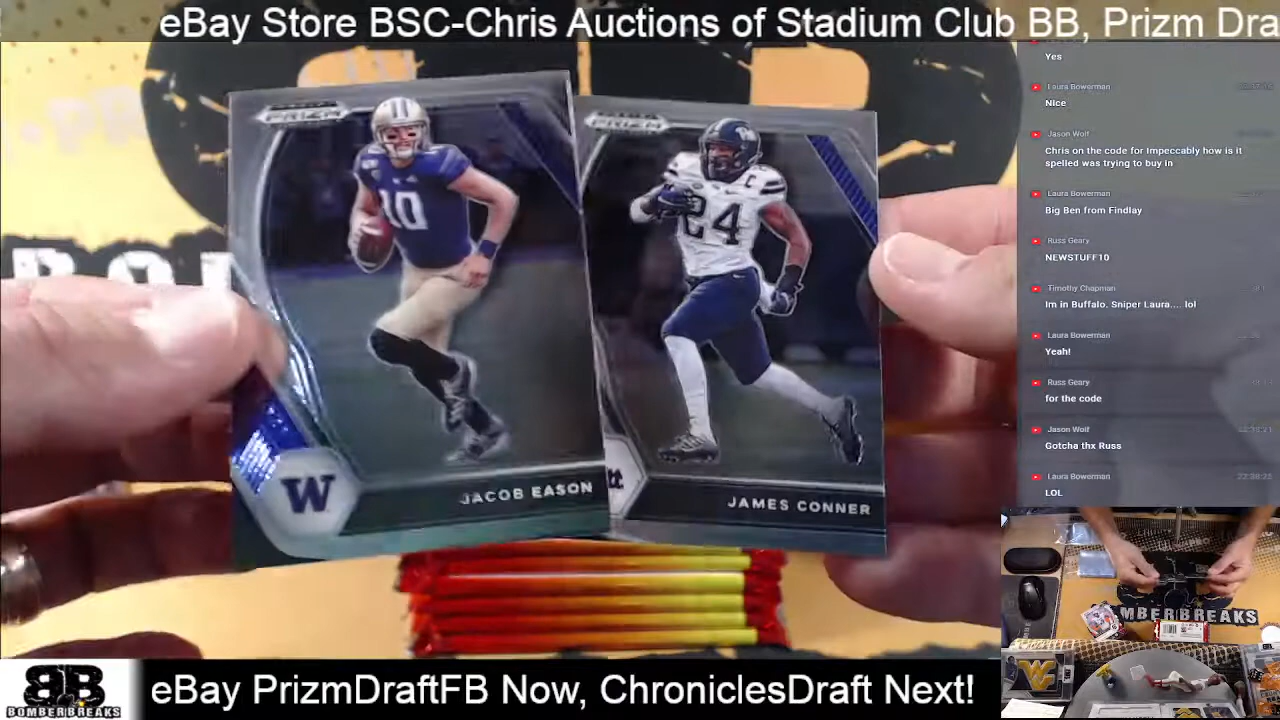 eBay Store BSC-Chris Auctions of Stadium Club BB, Prizm Dra
PRIZM
PRIZM
10
24
C
W
JACOB EASON
JAMES CONNER
Yes
Laura Bowerman
Nice
Jason Wolf
Chris on the code for Impeccably how is it
spelled was trying to buy in
Laura Bowerman
Big Ben from Findlay
Russ Geary
NEWSTUFF10
Timothy Chapman
Im in Buffalo. Sniper Laura.... lol
Laura Bowerman
Yeah!
Russ Geary
for the code
Jason Wolf
Gotcha thx Russ
Laura Bowerman
LOL
MBERBREAKS
BB
BOMBERBREAKS
eBay PrizmDraftFB Now, ChroniclesDraft Next!